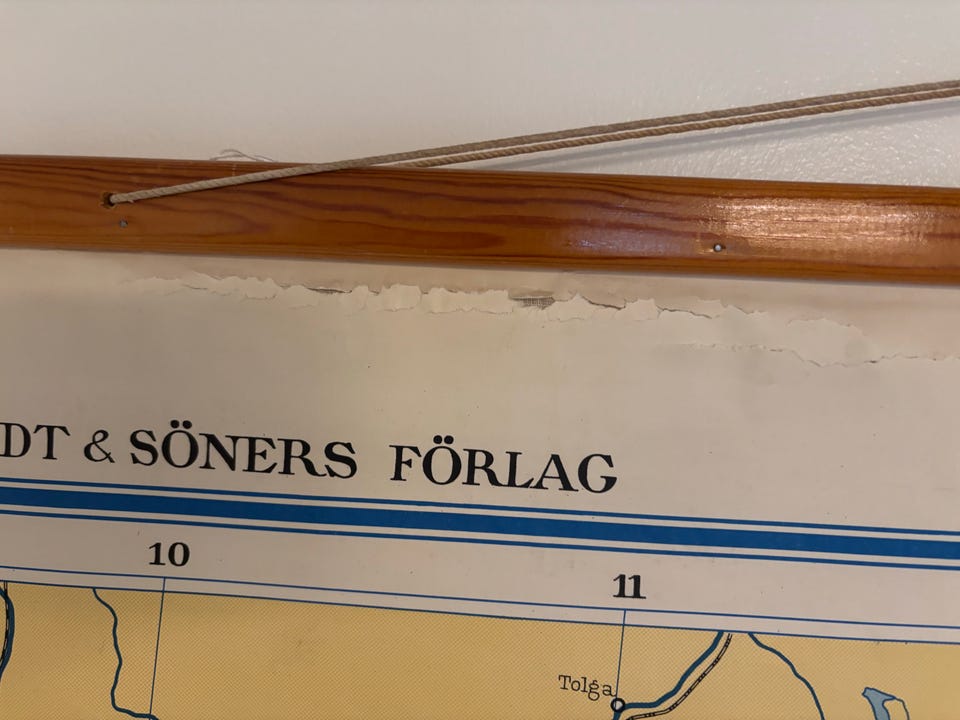 DT & SÖNERS FÖRLAG
10 11
Tolga